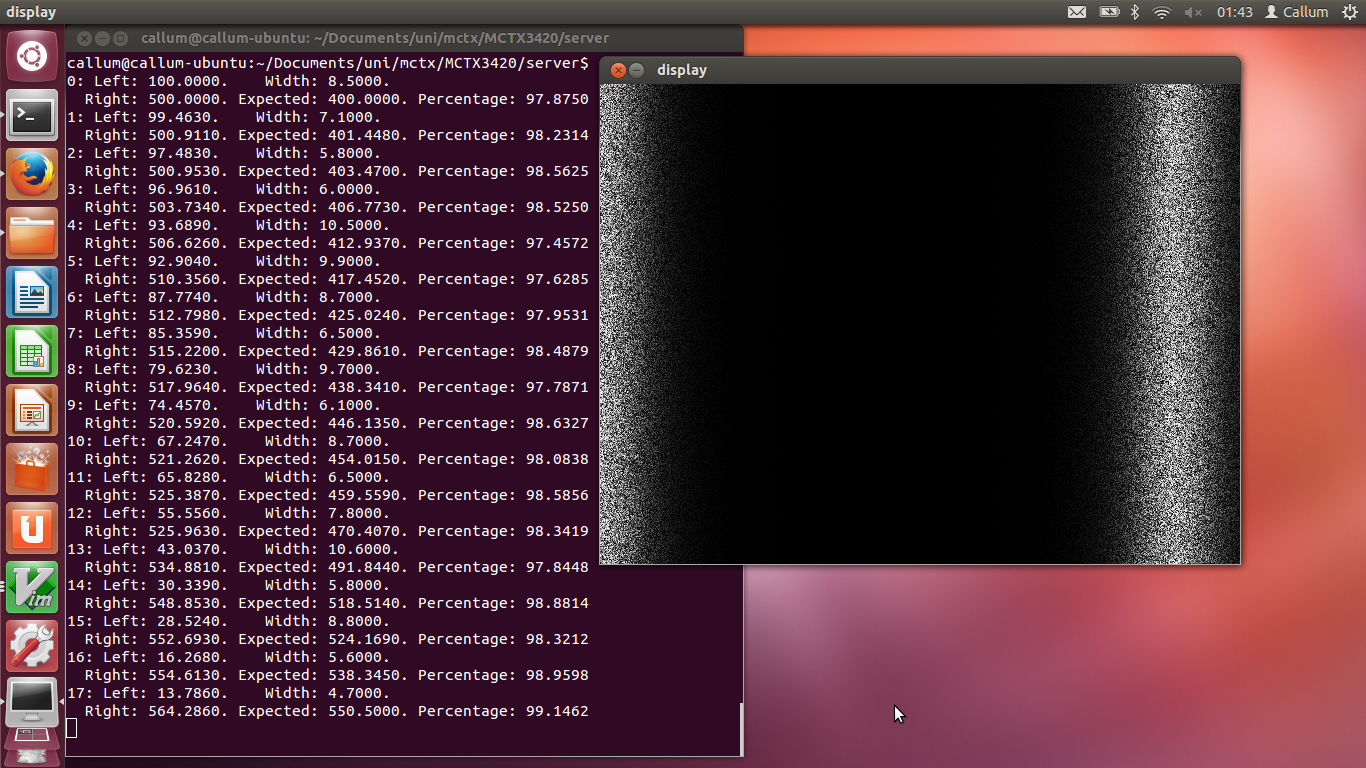 display
01:43 Callum
callum@callum-ubuntu: ~/Documents/uni/mctx/MCTX3420/server
callum@callum-ubuntu:~/Documents/uni/mctx/MCTX3420/server$
0: Left: 100.0000. Width: 8.5000.
Right: 500.0000. Expected: 400.0000. Percentage: 97.8750
1: Left: 99.4630. Width: 7.1000.
Right: 500.9110. Expected: 401.4480. Percentage: 98.2314
2: Left: 97.4830. Width: 5.8000.
Right: 500.9530. Expected: 403.4700. Percentage: 98.5625
3: Left: 96.9610. Width: 6.0000.
Right: 503.7340. Expected: 406.7730. Percentage: 98.5250
4: Left: 93.6890. Width: 10.5000.
Right: 506.6260. Expected: 412.9370. Percentage: 97.4572
5: Left: 92.9040. Width: 9.9000.
Right: 510.3560. Expected: 417.4520. Percentage: 97.6285
6: Left: 87.7740. Width: 8.7000.
Right: 512.7980. Expected: 425.0240. Percentage: 97.9531
7: Left: 85.3590. Width: 6.5000.
Right: 515.2200. Expected: 429.8610. Percentage: 98.4879
8: Left: 79.6230. Width: 9.7000.
Right: 517.9640. Expected: 438.3410. Percentage: 97.7871
9: Left: 74.4570. Width: 6.1000.
Right: 520.5920. Expected: 446.1350. Percentage: 98.6327
10: Left: 67.2470. Width: 8.7000.
Right: 521.2620. Expected: 454.0150. Percentage: 98.0838
11: Left: 65.8280. Width: 6.5000.
Right: 525.3870. Expected: 459.5590. Percentage: 98.5856
12: Left: 55.5560. Width: 7.8000.
Right: 525.9630. Expected: 470.4070. Percentage: 98.3419
13: Left: 43.0370. Width: 10.6000.
Right: 534.8810. Expected: 491.8440. Percentage: 97.8448
14: Left: 30.3390. Width: 5.8000.
Right: 548.8530. Expected: 518.5140. Percentage: 98.8814
15: Left: 28.5240. Width: 8.8000.
Right: 552.6930. Expected: 524.1690. Percentage: 98.3212
16: Left: 16.2680. Width: 5.6000.
Right: 554.6130. Expected: 538.3450. Percentage: 98.9598
17: Left: 13.7860. Width: 4.7000.
Right: 564.2860. Expected: 550.5000. Percentage: 99.1462
display
Vim